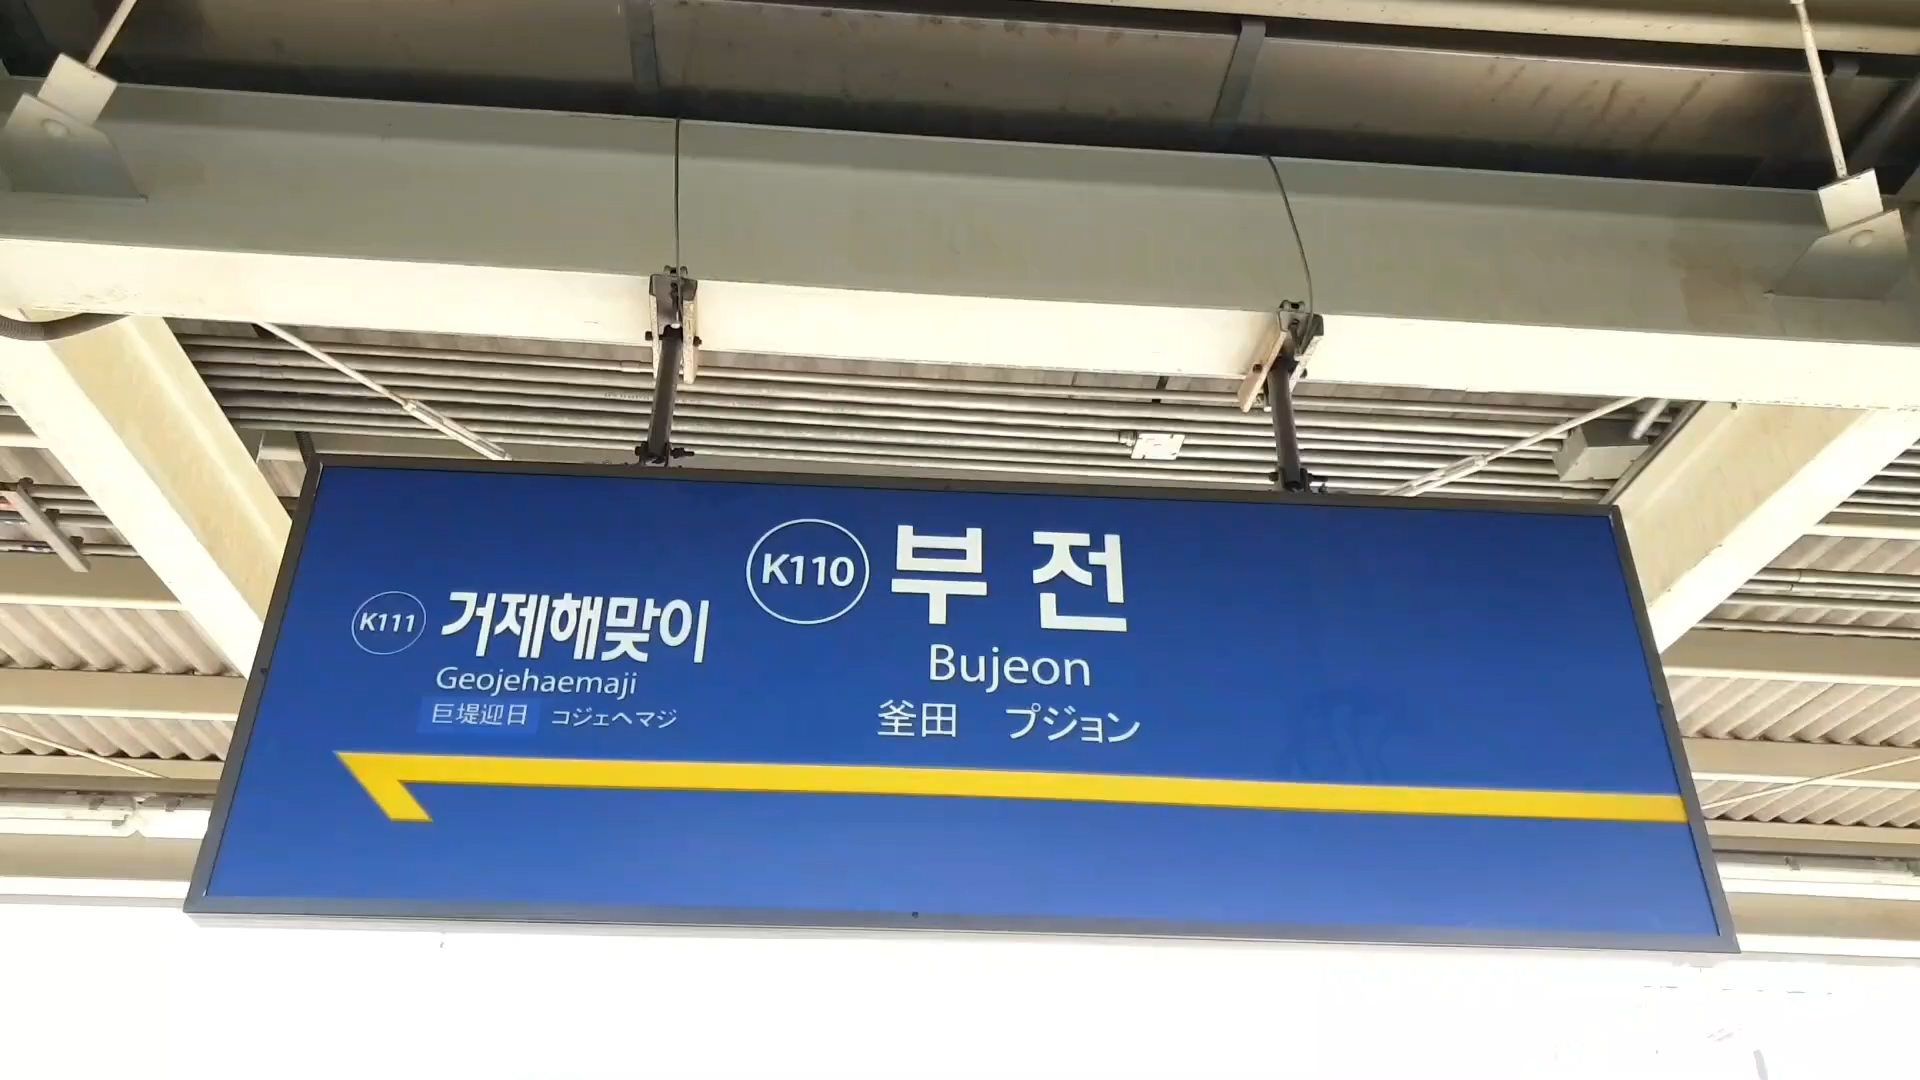 K110 부전
Bujeon
釜田 プジョン
K111 거제해맞이
Geojehaemaji
巨堤迎日 コジェヘマジ